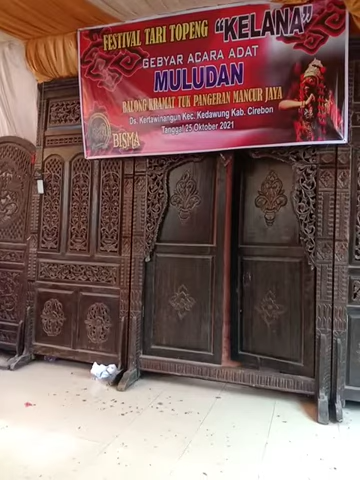 FESTIVAL TARI TOPENG "KELANA"
GEBYAR ACARA ADAT
MULUDAN
BALONG KRAMAT TUK PANGERAN MANCUR JAYA
Ds. Kertawinangun Kec. Kedawung Kab. Cirebon
Tanggal 25 Oktober 2021
BISMA